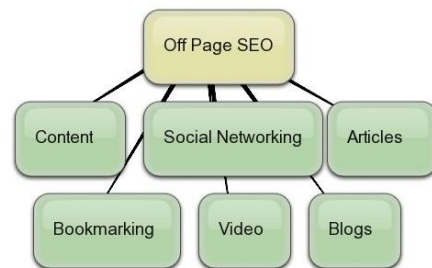 Off Page SEO
Content
Social Networking
Articles
Bookmarking
Video
Blogs